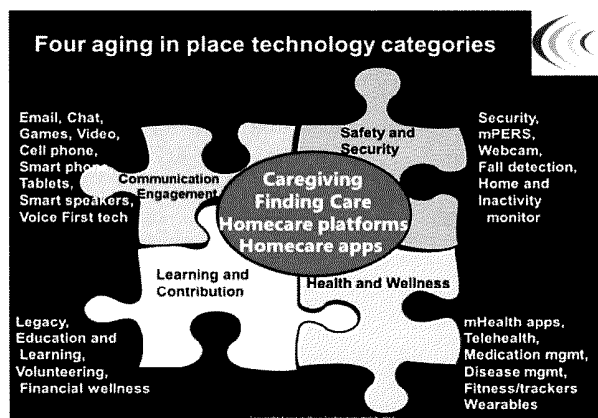 Four aging in place technology categories
Email, Chat,
Games, Video,
Cell phone,
Smart phone
Tablets,
Smart speakers,
Voice First tech
Communication
Engagement
Safety and
Security
Security,
mPERS,
Webcam,
Fall detection,
Home and
Inactivity
monitor
Caregiving
Finding Care
Homecare platforms
Homecare apps
Learning and
Contribution
Health and Wellness
Legacy,
Education and
Learning,
Volunteering,
Financial wellness
mHealth apps,
Telehealth,
Medication mgmt,
Disease mgmt,
Fitness/trackers
Wearables